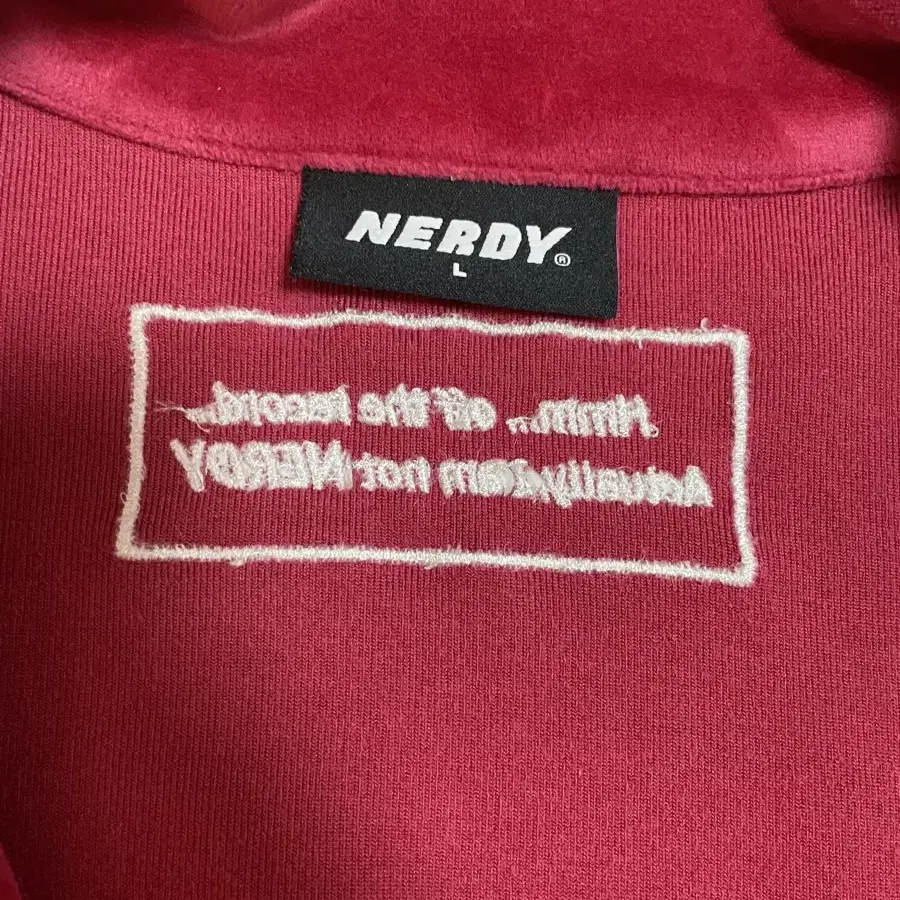 NERDY®
L
Hmm.. off the record..
Actually,I am not NERDY